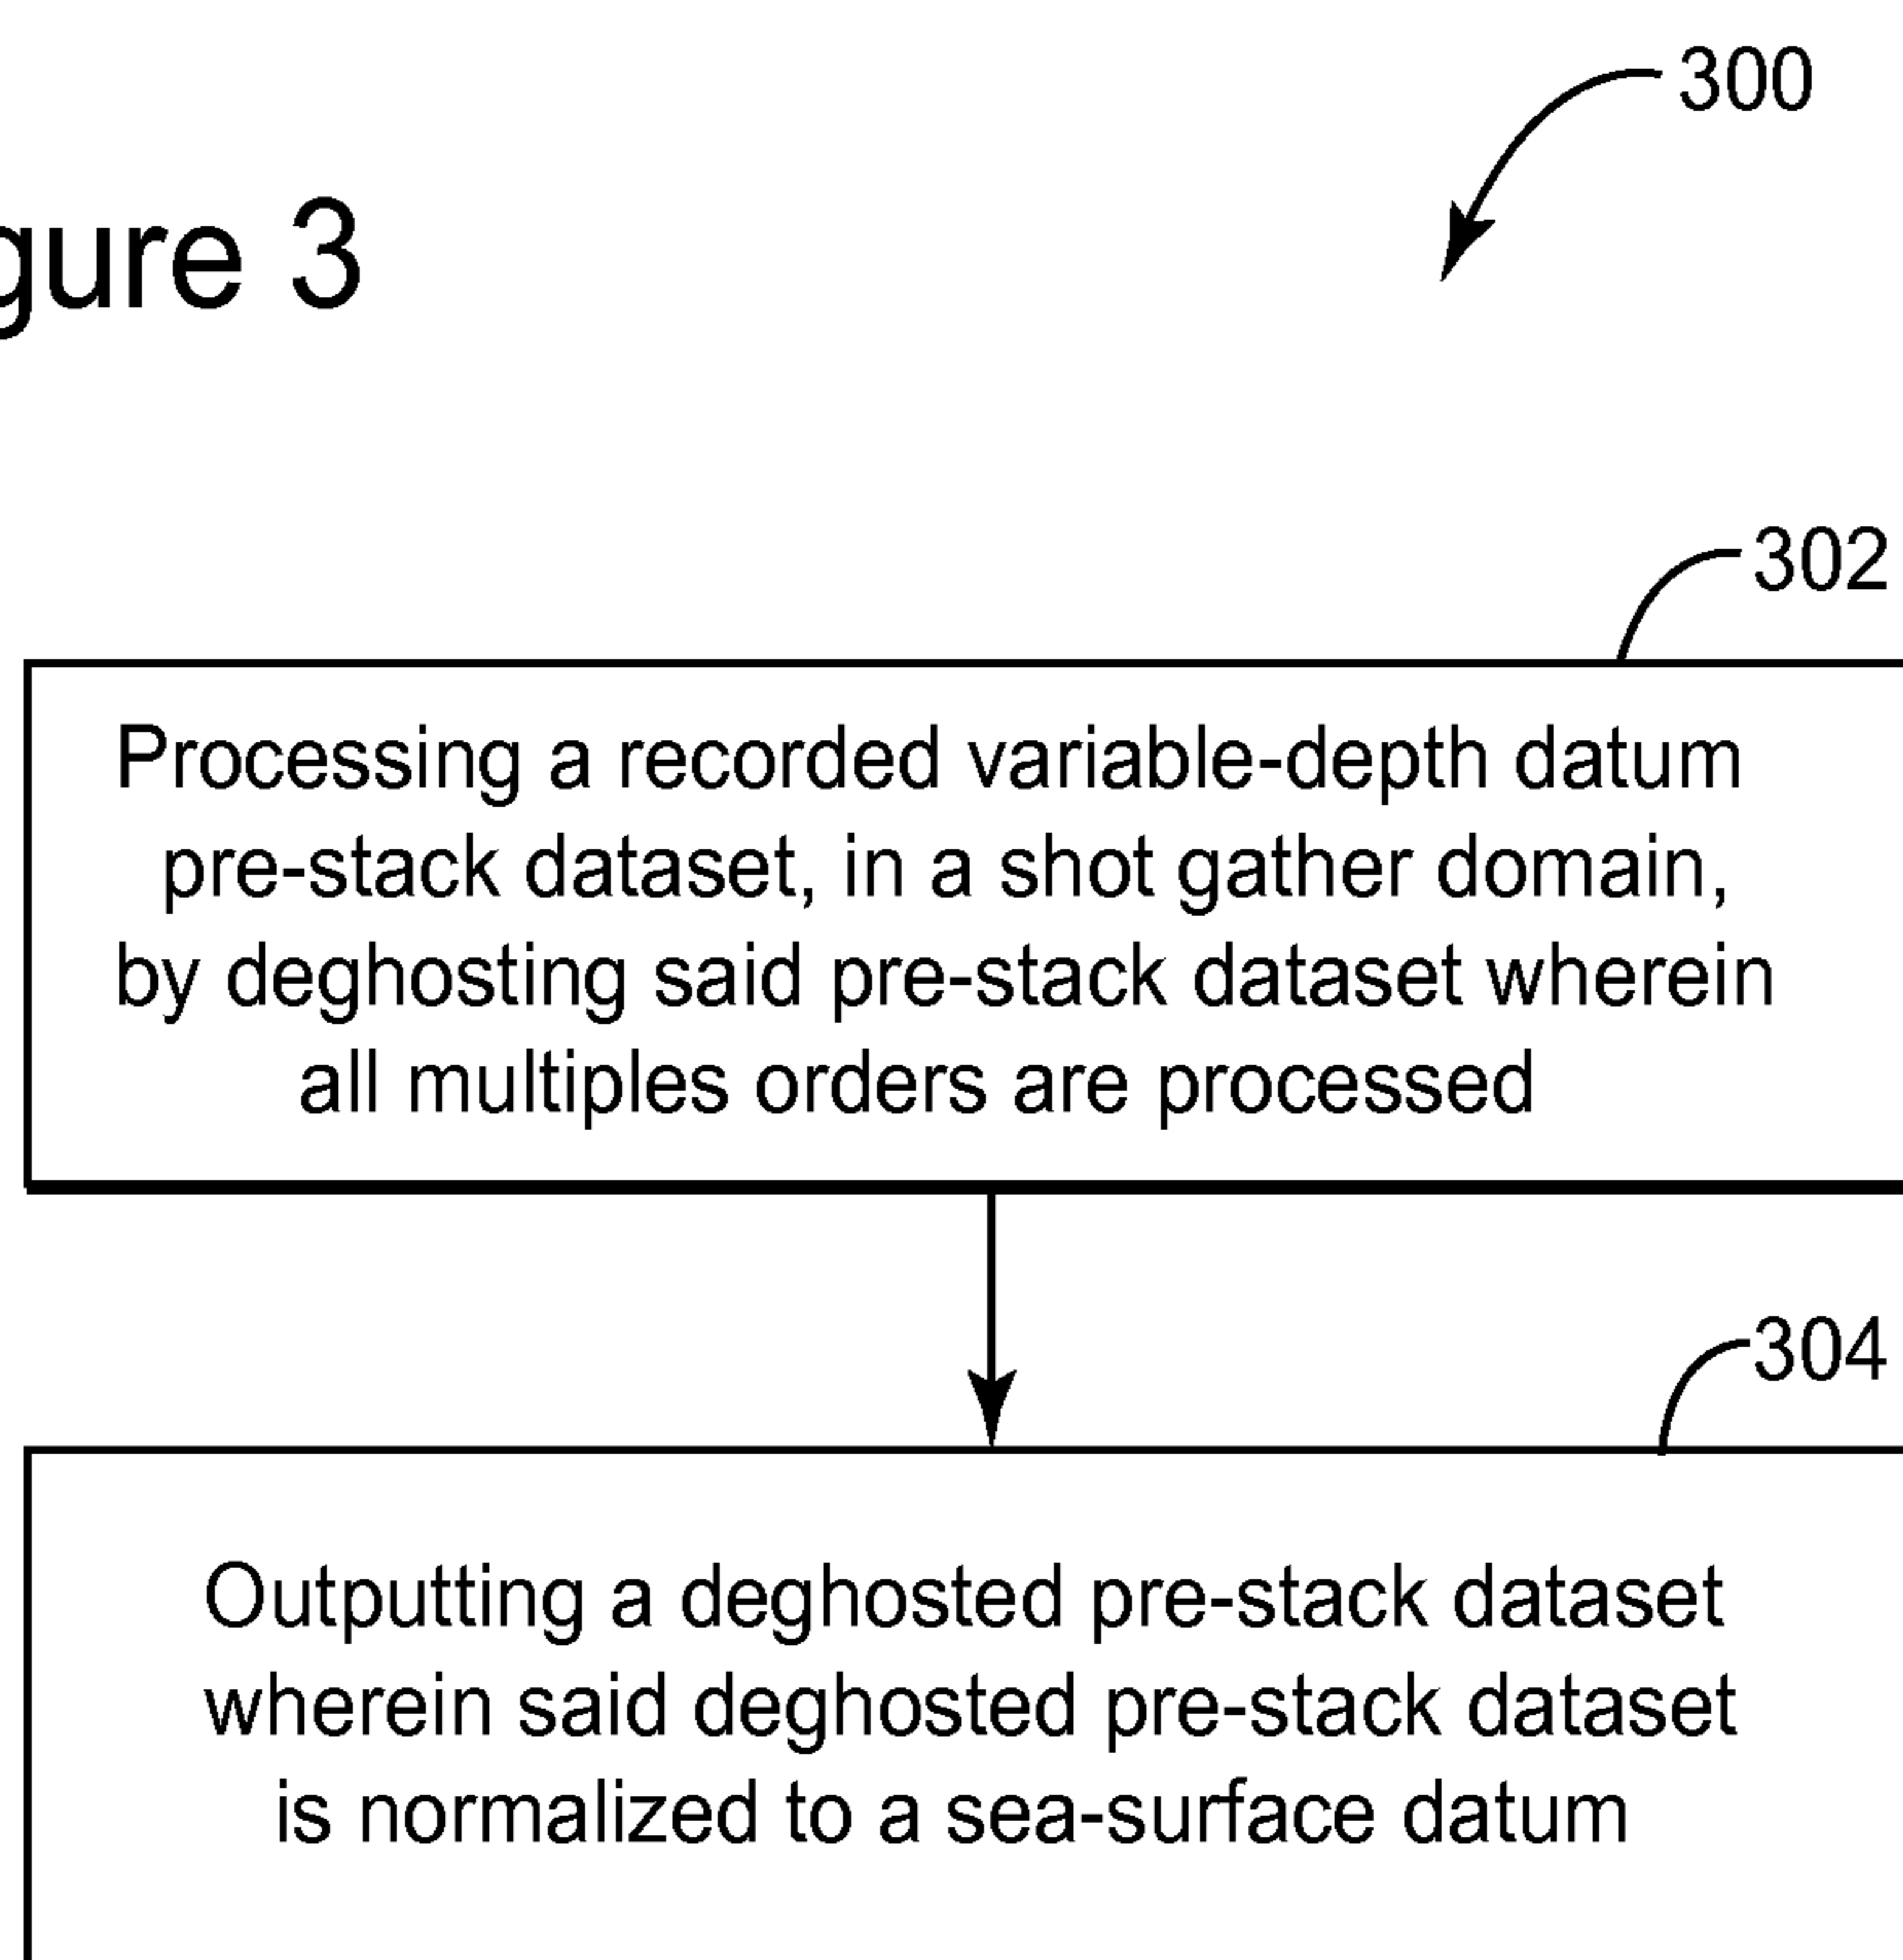 300
gure 3
302
Processing a recorded variable-depth datum
pre-stack dataset, in a shot gather domain,
by deghosting said pre-stack dataset wherein
all multiples orders are processed
304
Outputting a deghosted pre-stack dataset
wherein said deghosted pre-stack dataset
is normalized to a sea-surface datum